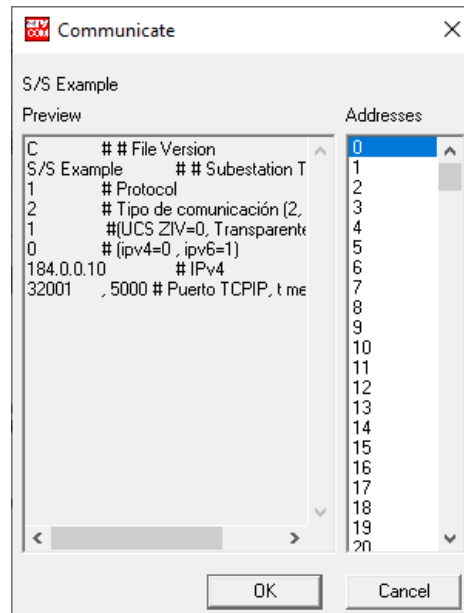 Communicate
S/S Example
Preview
Addresses
C # # File Version
S/S Example # # Subestation T
1 # Protocol
2 # Tipo de comunicación (2,
1 #(UCS ZIV=0, Transparente
0 # (ipv4=0 , ipv6=1)
184.0.0.10 # IPv4
32001 , 5000 # Puerto TCPIP, t me
0
1
2
3
4
5
6
7
8
9
10
11
12
13
14
15
16
17
18
19
20
OK
Cancel